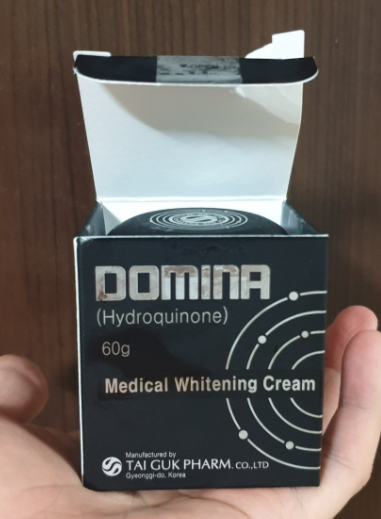 DOMINA
(Hydroquinone)
60g
Medical Whitening Cream
Manufactured by
TAI GUK PHARM. CO.,LTD
Gyeonggi-do, Korea